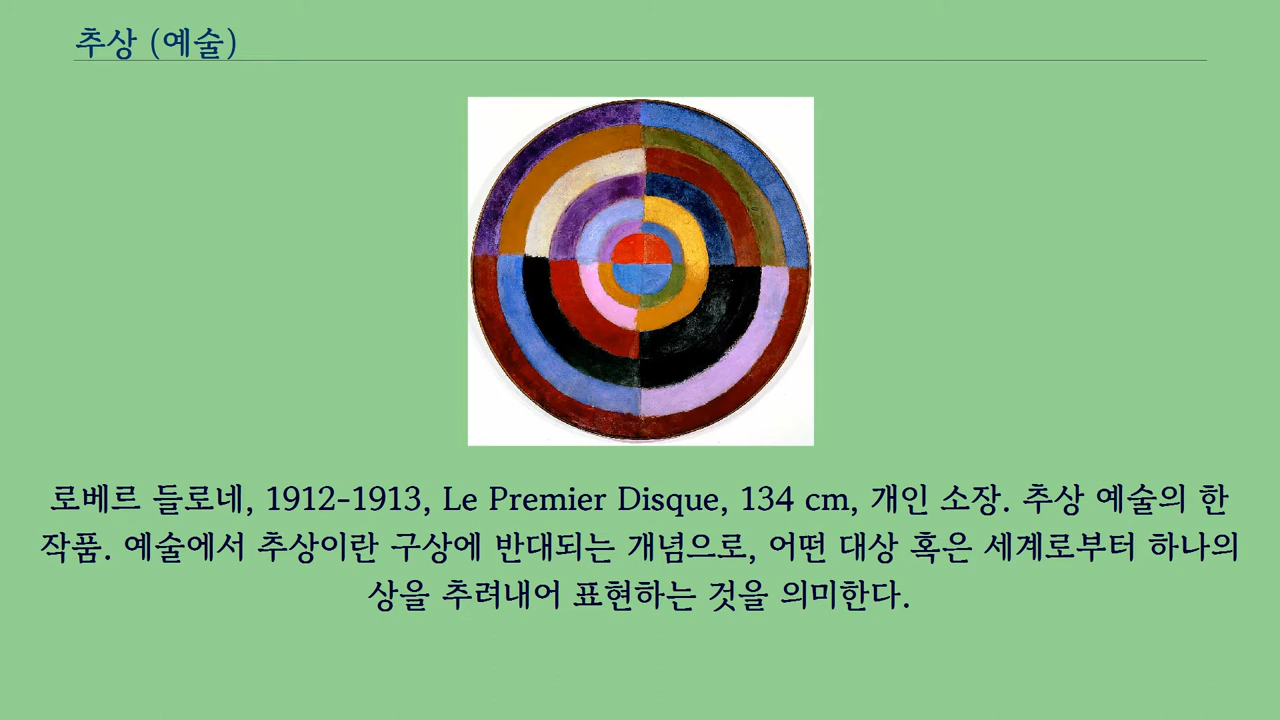 추상 (예술)
로베르 들로네, 1912-1913, Le Premier Disque, 134 cm, 개인 소장. 추상 예술의 한
작품. 예술에서 추상이란 구상에 반대되는 개념으로, 어떤 대상 혹은 세계로부터 하나의
상을 추려내어 표현하는 것을 의미한다.